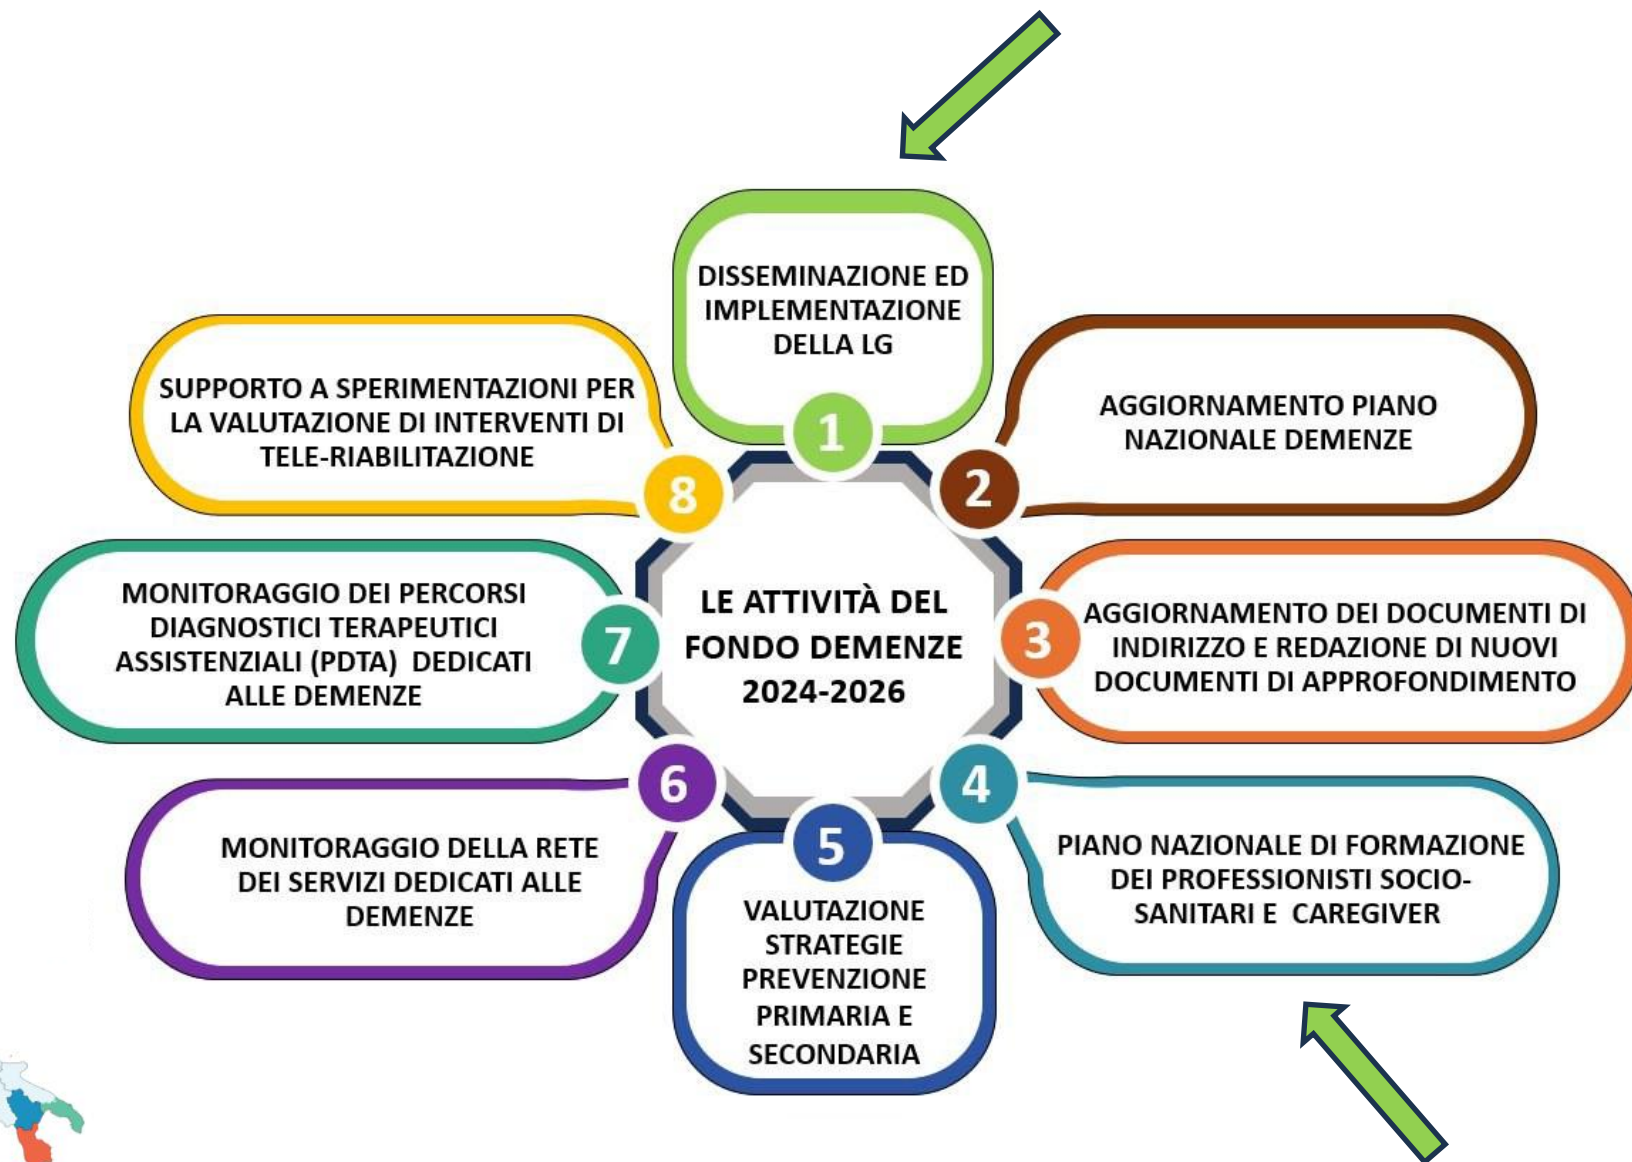 DISSEMINAZIONE ED
IMPLEMENTAZIONE
DELLA LG
1
AGGIORNAMENTO PIANO
NAZIONALE DEMENZE
2
AGGIORNAMENTO DEI DOCUMENTI DI
INDIRIZZO E REDAZIONE DI NUOVI
DOCUMENTI DI APPROFONDIMENTO
3
PIANO NAZIONALE DI FORMAZIONE
DEI PROFESSIONISTI SOCIO-
SANITARI E CAREGIVER
4
5
VALUTAZIONE
STRATEGIE
PREVENZIONE
PRIMARIA E
SECONDARIA
6
MONITORAGGIO DELLA RETE
DEI SERVIZI DEDICATI ALLE
DEMENZE
7
MONITORAGGIO DEI PERCORSI
DIAGNOSTICI TERAPEUTICI
ASSISTENZIALI (PDTA) DEDICATI
ALLE DEMENZE
8
SUPPORTO A SPERIMENTAZIONI PER
LA VALUTAZIONE DI INTERVENTI DI
TELE-RIABILITAZIONE
LE ATTIVITÀ DEL
FONDO DEMENZE
2024-2026